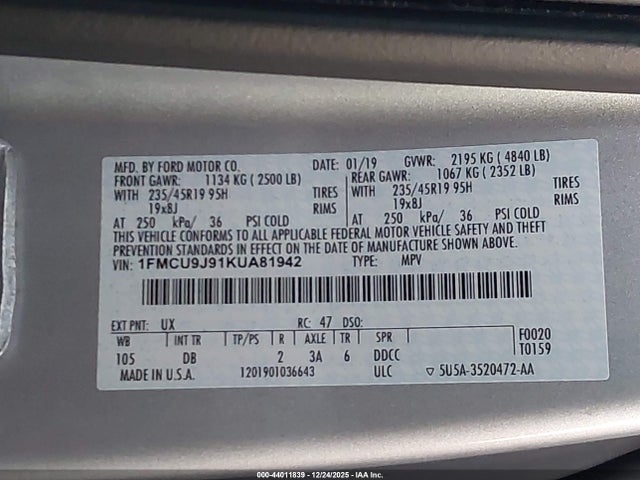 MFD. BY FORD MOTOR CO. DATE: 01/19 GVWR: 2195 KG ( 4840 LB)
FRONT GAWR: 1134 KG ( 2500 LB) REAR GAWR: 1067 KG ( 2352 LB)
WITH 235/45R19 95H TIRES WITH 235/45R19 95H TIRES
19x8J RIMS 19x8J RIMS
AT 250 kPa/ 36 PSI COLD AT 250 kPa/ 36 PSI COLD
THIS VEHICLE CONFORMS TO ALL APPLICABLE FEDERAL MOTOR VEHICLE SAFETY AND THEFT
PREVENTION STANDARDS IN EFFECT ON THE DATE OF MANUFACTURE SHOWN ABOVE.
VIN: 1FMCU9J91KUA81942 TYPE: MPV
EXT PNT: UX RC: 47 DSO:
WB INT TR TP/PS R AXLE TR SPR F0020
105 DB 2 3A 6 DDCC T0159
MADE IN U.S.A. 1201901036643 ULC ▽ 5U5A-3520472-AA
000-44011839 - 12/24/2025 - IAA Inc.